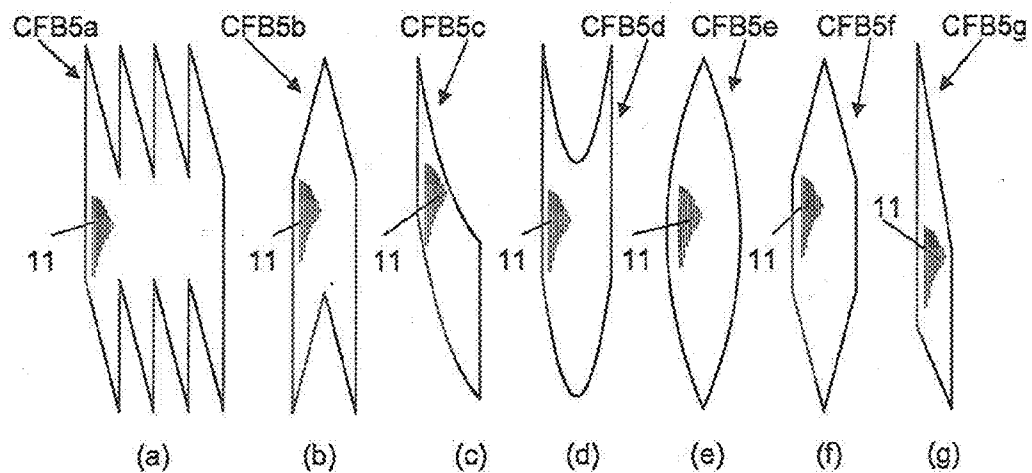 CFB5a CFB5b CFB5c CFB5d CFB5e CFB5f CFB5g
11 11 11 11 11 11 11
(a) (b) (c) (d) (e) (f) (g)